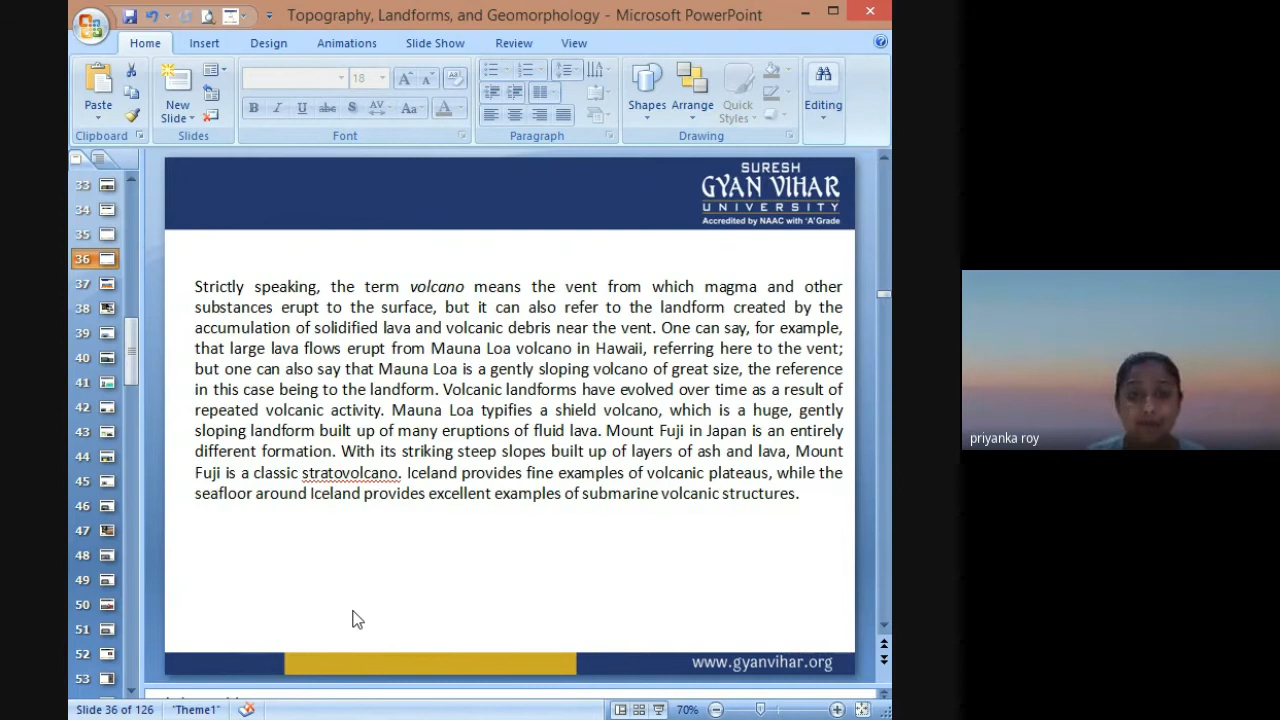 Topography, Landforms, and Geomorphology - Microsoft PowerPoint
Home Insert Design Animations Slide Show Review View
Paste
New
Slide
18
B I U abc S AV Aa A
Shapes Arrange Quick
Styles
Editing
Clipboard Slides Font Paragraph Drawing
33
34
35
36
37
38
39
40
41
42
43
44
45
46
47
48
49
50
51
52
53
SURESH
GYAN VIHAR
UNIVERSITY
Accredited by NAAC with 'A' Grade
Strictly speaking, the term volcano means the vent from which magma and other
substances erupt to the surface, but it can also refer to the landform created by the
accumulation of solidified lava and volcanic debris near the vent. One can say, for example,
that large lava flows erupt from Mauna Loa volcano in Hawaii, referring here to the vent;
but one can also say that Mauna Loa is a gently sloping volcano of great size, the reference
in this case being to the landform. Volcanic landforms have evolved over time as a result of
repeated volcanic activity. Mauna Loa typifies a shield volcano, which is a huge, gently
sloping landform built up of many eruptions of fluid lava. Mount Fuji in Japan is an entirely
different formation. With its striking steep slopes built up of layers of ash and lava, Mount
Fuji is a classic stratovolcano. Iceland provides fine examples of volcanic plateaus, while the
seafloor around Iceland provides excellent examples of submarine volcanic structures.
www.gyanvihar.org
Slide 36 of 126 "Theme1" 70%
priyanka roy